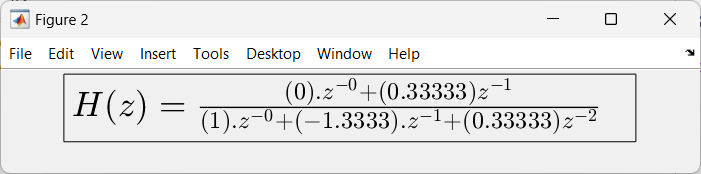 Figure 2
File Edit View Insert Tools Desktop Window Help
H(z) = \frac{(0).z^{-0}+(0.33333)z^{-1}}{(1).z^{-0}+(-1.3333).z^{-1}+(0.33333)z^{-2}}